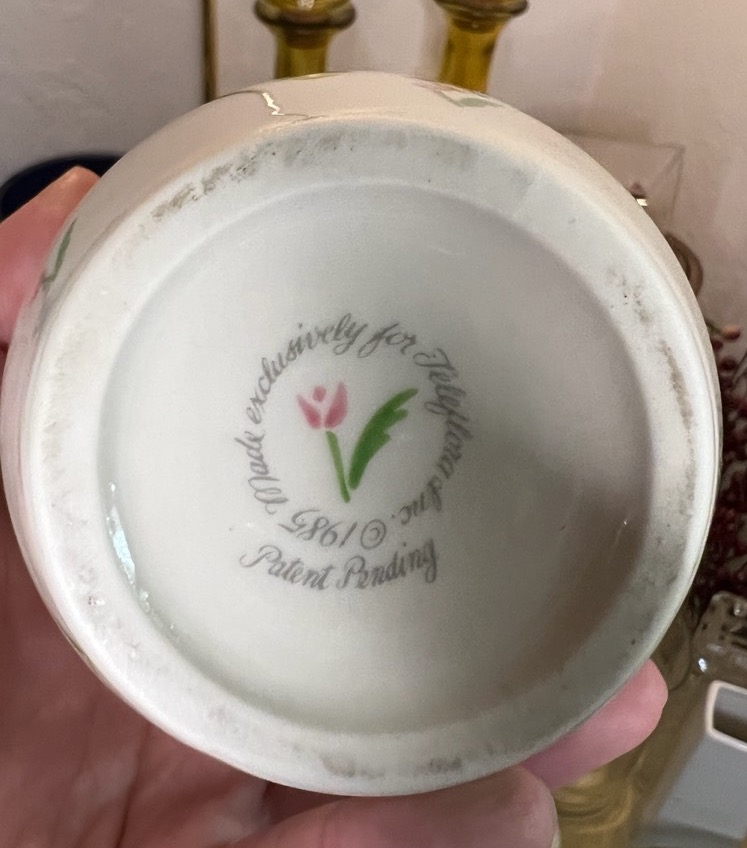 Made exclusively for Teleflora Inc. © 1985
Patent Pending